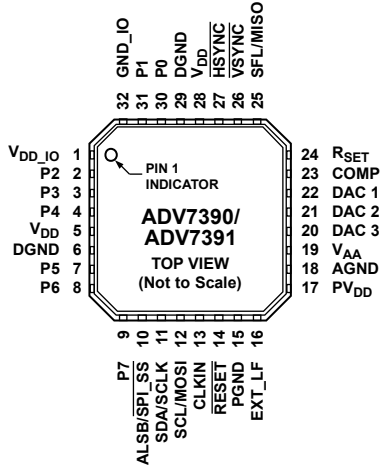 GND_IO
P1
P0
DGND
VDD
HSYNC
VSYNC
SFL/MISO
32
31
30
29
28
27
26
25
VDD_IO 1
P2 2
P3 3
P4 4
VDD 5
DGND 6
P5 7
P6 8
PIN 1
INDICATOR
ADV7390/
ADV7391
TOP VIEW
(Not to Scale)
24 RSET
23 COMP
22 DAC 1
21 DAC 2
20 DAC 3
19 VAA
18 AGND
17 PVDD
9
10
11
12
13
14
15
16
P7
ALSB/SPI_SS
SDA/SCLK
SCL/MOSI
CLKIN
RESET
PGND
EXT_LF